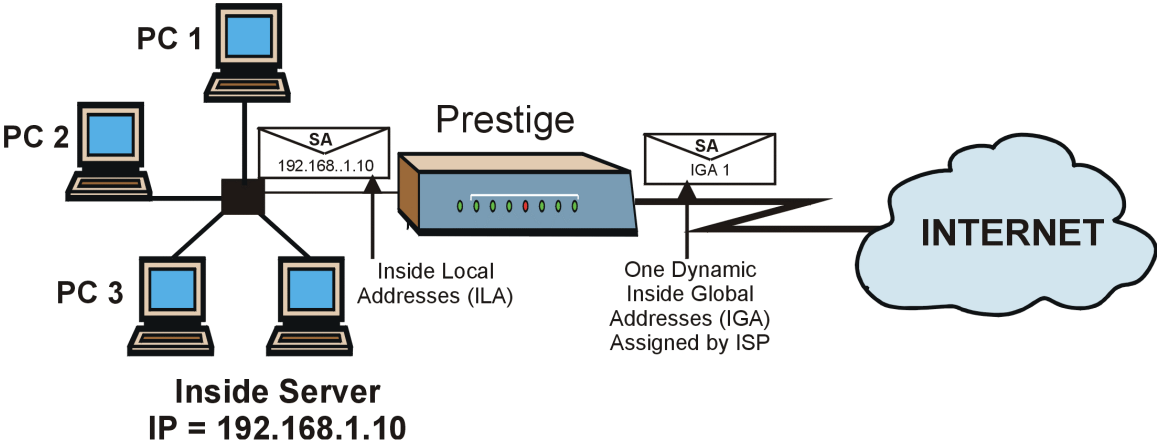 PC 1
PC 2
SA
192.168..1.10
Prestige
SA
IGA 1
INTERNET
PC 3
Inside Local
Addresses (ILA)
One Dynamic
Inside Global
Addresses (IGA)
Assigned by ISP
Inside Server
IP = 192.168.1.10